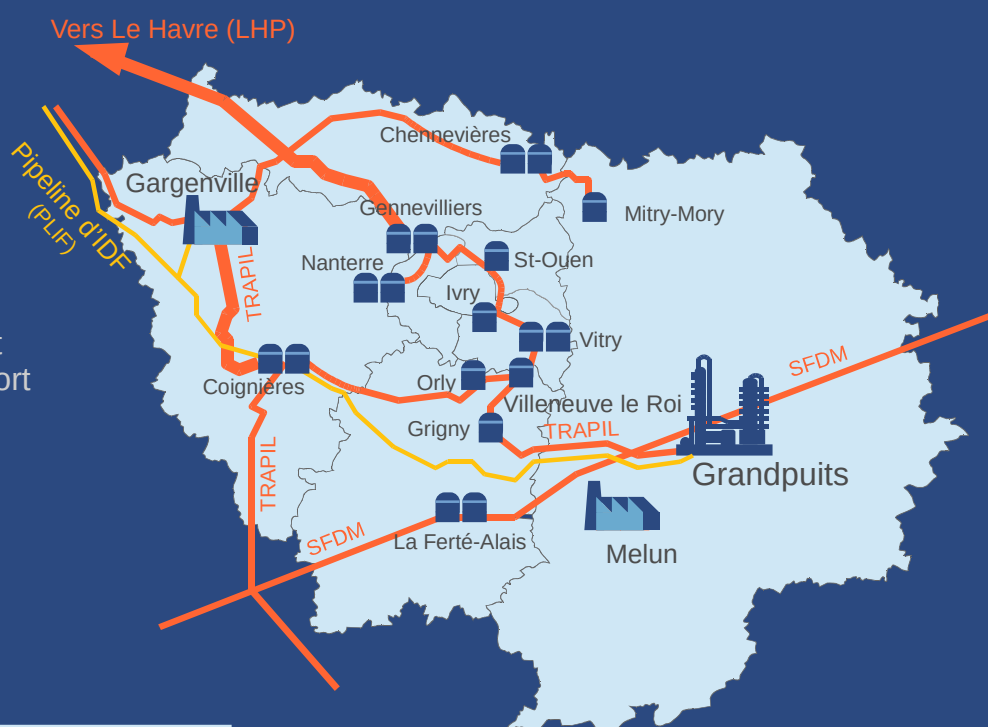 Vers Le Havre (LHP)
Chennevières
Pipeline d'IDF
(PLIF)
Gargenville
Gennevilliers
Mitry-Mory
Nanterre
St-Ouen
TRAPIL
Ivry
Vitry
SFDM
ort
Coignières
Orly
Villeneuve le Roi
Grigny
TRAPIL
TRAPIL
Grandpuits
SFDM
La Ferté-Alais
Melun